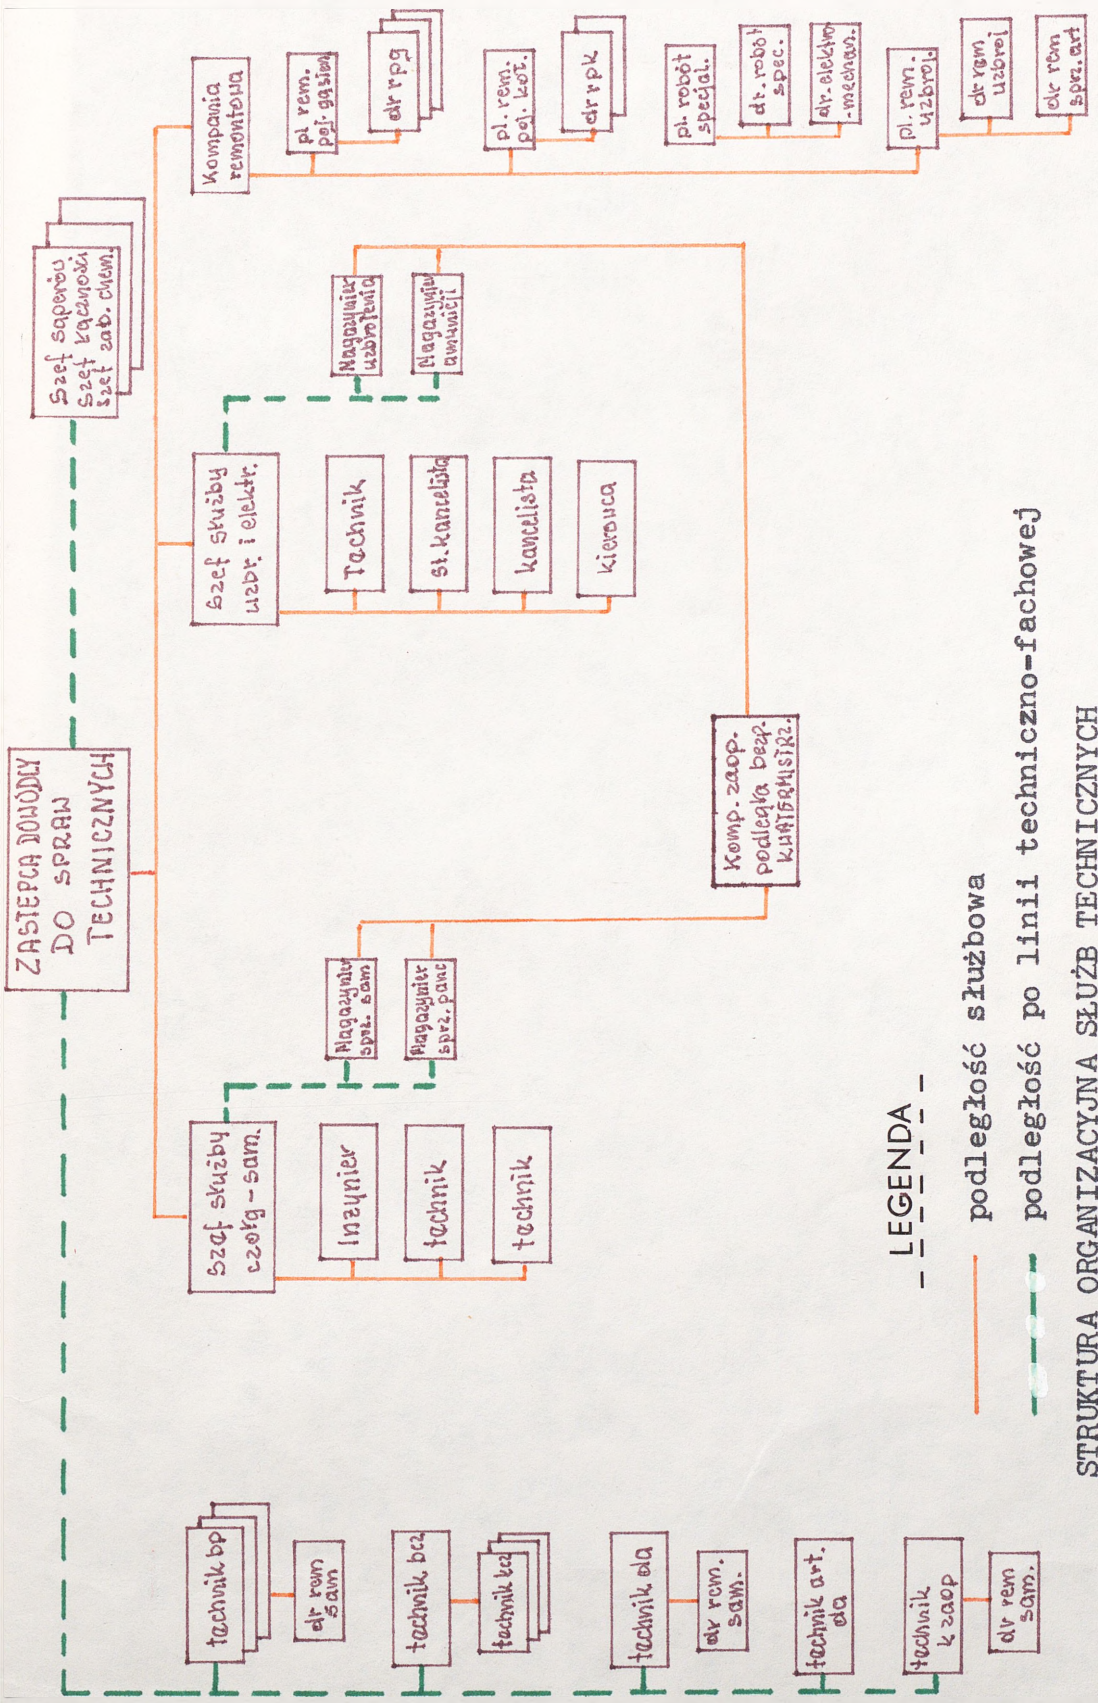 ZASTĘPCA DOWÓDCY
DO SPRAW
TECHNICZNYCH
Szef saperów
Szef łączności
szef zab. chem.
technik bp
dr rem
sam
technik bcz
technik kcz
technik da
dr rem.
sam.
technik art.
da
technik
k zaop
dr rem
sam.
szef służby
czołg-sam.
Inżynier
technik
technik
Magazynier
sprz. sam
Magazynier
sprz. panc
Szef służby
uzbr i elektr.
Technik
st. kancelista
kancelista
kierowca
Magazynier
uzbrojenia
Magazynier
amunicji
Komp. zaop.
podległa bezp.
KWATERMISTRZ.
Kompania
remontowa
pl rem.
poj. gąsien
dr rpg
pl. rem.
poj. koł.
dr rpk
pl. robót
specjal.
dr. robót
spec.
dr. elektro
-mechan.
pl. rem.
uzbroj.
dr rem
uzbroj
dr rem
sprz. art
LEGENDA
podległość służbowa
podległość po linii techniczno-fachowej
STRUKTURA ORGANIZACYJNA SŁUŻB TECHNICZNYCH